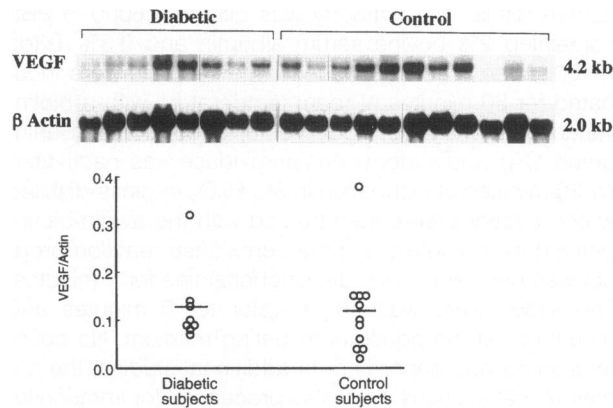 Diabetic Control
VEGF 4.2 kb
β Actin 2.0 kb
0.4
0.3
0.2
0.1
0.0
VEGF/Actin
Diabetic subjects
Control subjects